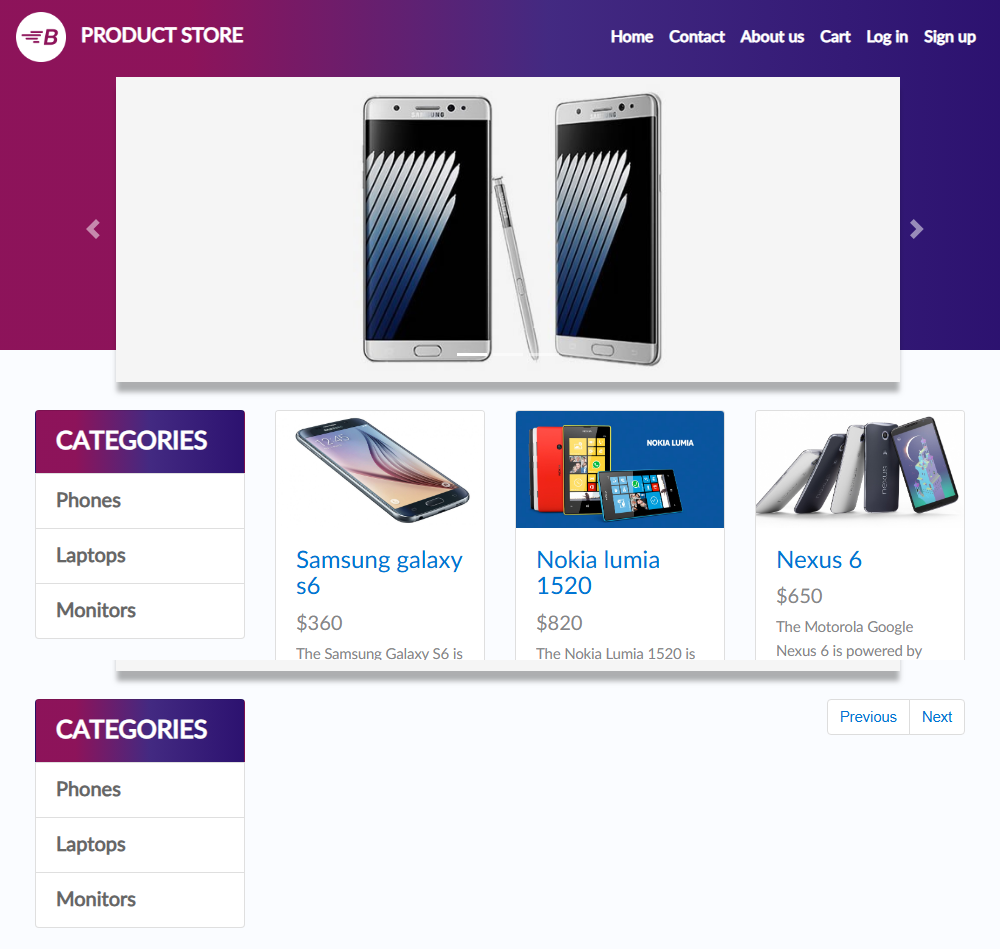 B PRODUCT STORE
Home Contact About us Cart Log in Sign up
SAMSUNG
SAMSUNG
CATEGORIES
Phones
Laptops
Monitors
NOKIA LUMIA
nexus
Samsung galaxy
s6
$360
The Samsung Galaxy S6 is
Nokia lumia
1520
$820
The Nokia Lumia 1520 is
Nexus 6
$650
The Motorola Google
Nexus 6 is powered by
CATEGORIES
Phones
Laptops
Monitors
Previous Next